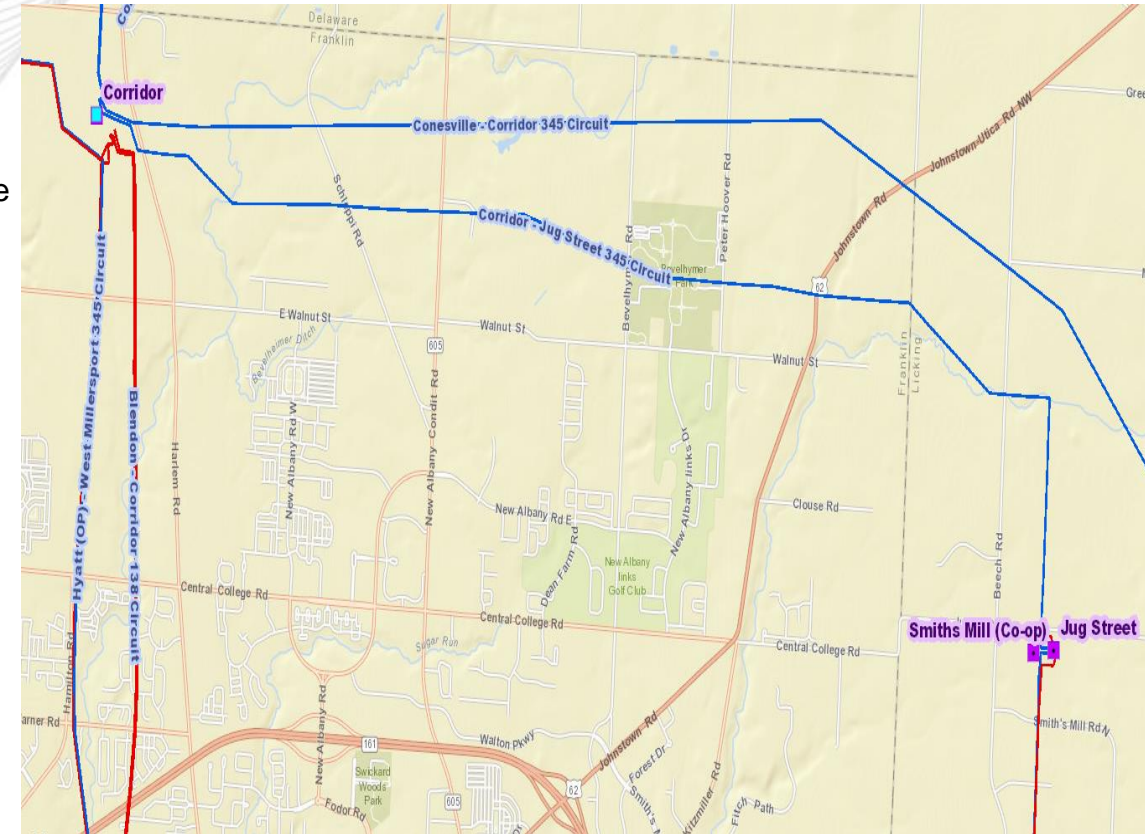 Delaware
Franklin
Corridor
Conesville - Corridor 345 Circuit
Johnstown Utica Rd NW
e
Schleppi Rd
Peter Hoover Rd
Johnstown Rd
Corridor - Jug Street 345 Circuit
Bevelhymer Rd
Bevelhymer Park
62
Hyatt (OP) - West Millersport 345 Circuit
E Walnut St
Walnut St
Walnut St
Bevelheimer Ditch
605
Franklin
Licking
Blendon - Corridor 138 Circuit
Harlem Rd
New Albany Rd W
New Albany Condit Rd
New Albany links Dr
New Albany Rd E
Clouse Rd
Dean Farm Rd
New Albany
links
Golf Club
Beech Rd
Central College Rd
Central College Rd
Central College Rd
Sugar Run
Smiths Mill (Co-op)
Jug Street
Hamilton Rd
arner Rd
New Albany Rd
Smith's Mill Rd N
161
Walton Pkwy
Johnstown Rd
Forest Dr
Swickard
Woods
Park
605
62
Smith's
Kitzmiller Rd
Fitch Path
Fodor Rd